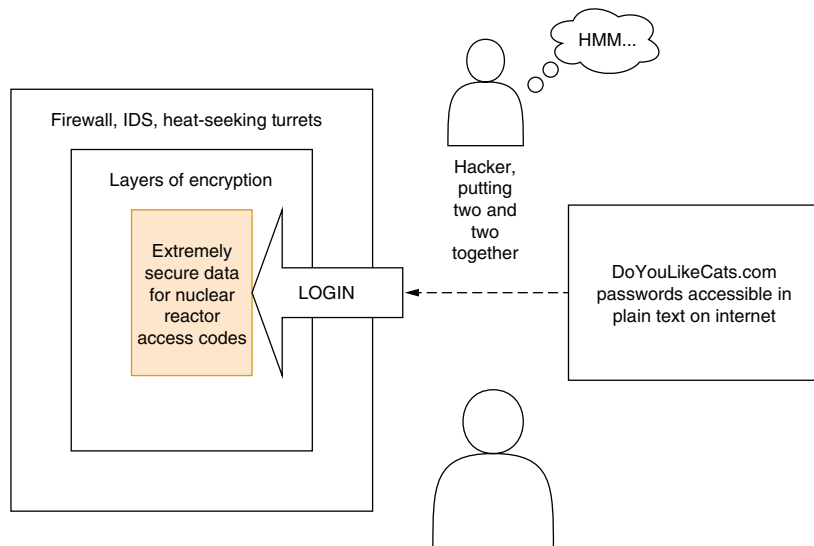 HMM...
Firewall, IDS, heat-seeking turrets
Layers of encryption
Extremely
secure data
for nuclear
reactor
access codes
LOGIN
Hacker,
putting
two and
two
together
DoYouLikeCats.com
passwords accessible in
plain text on internet